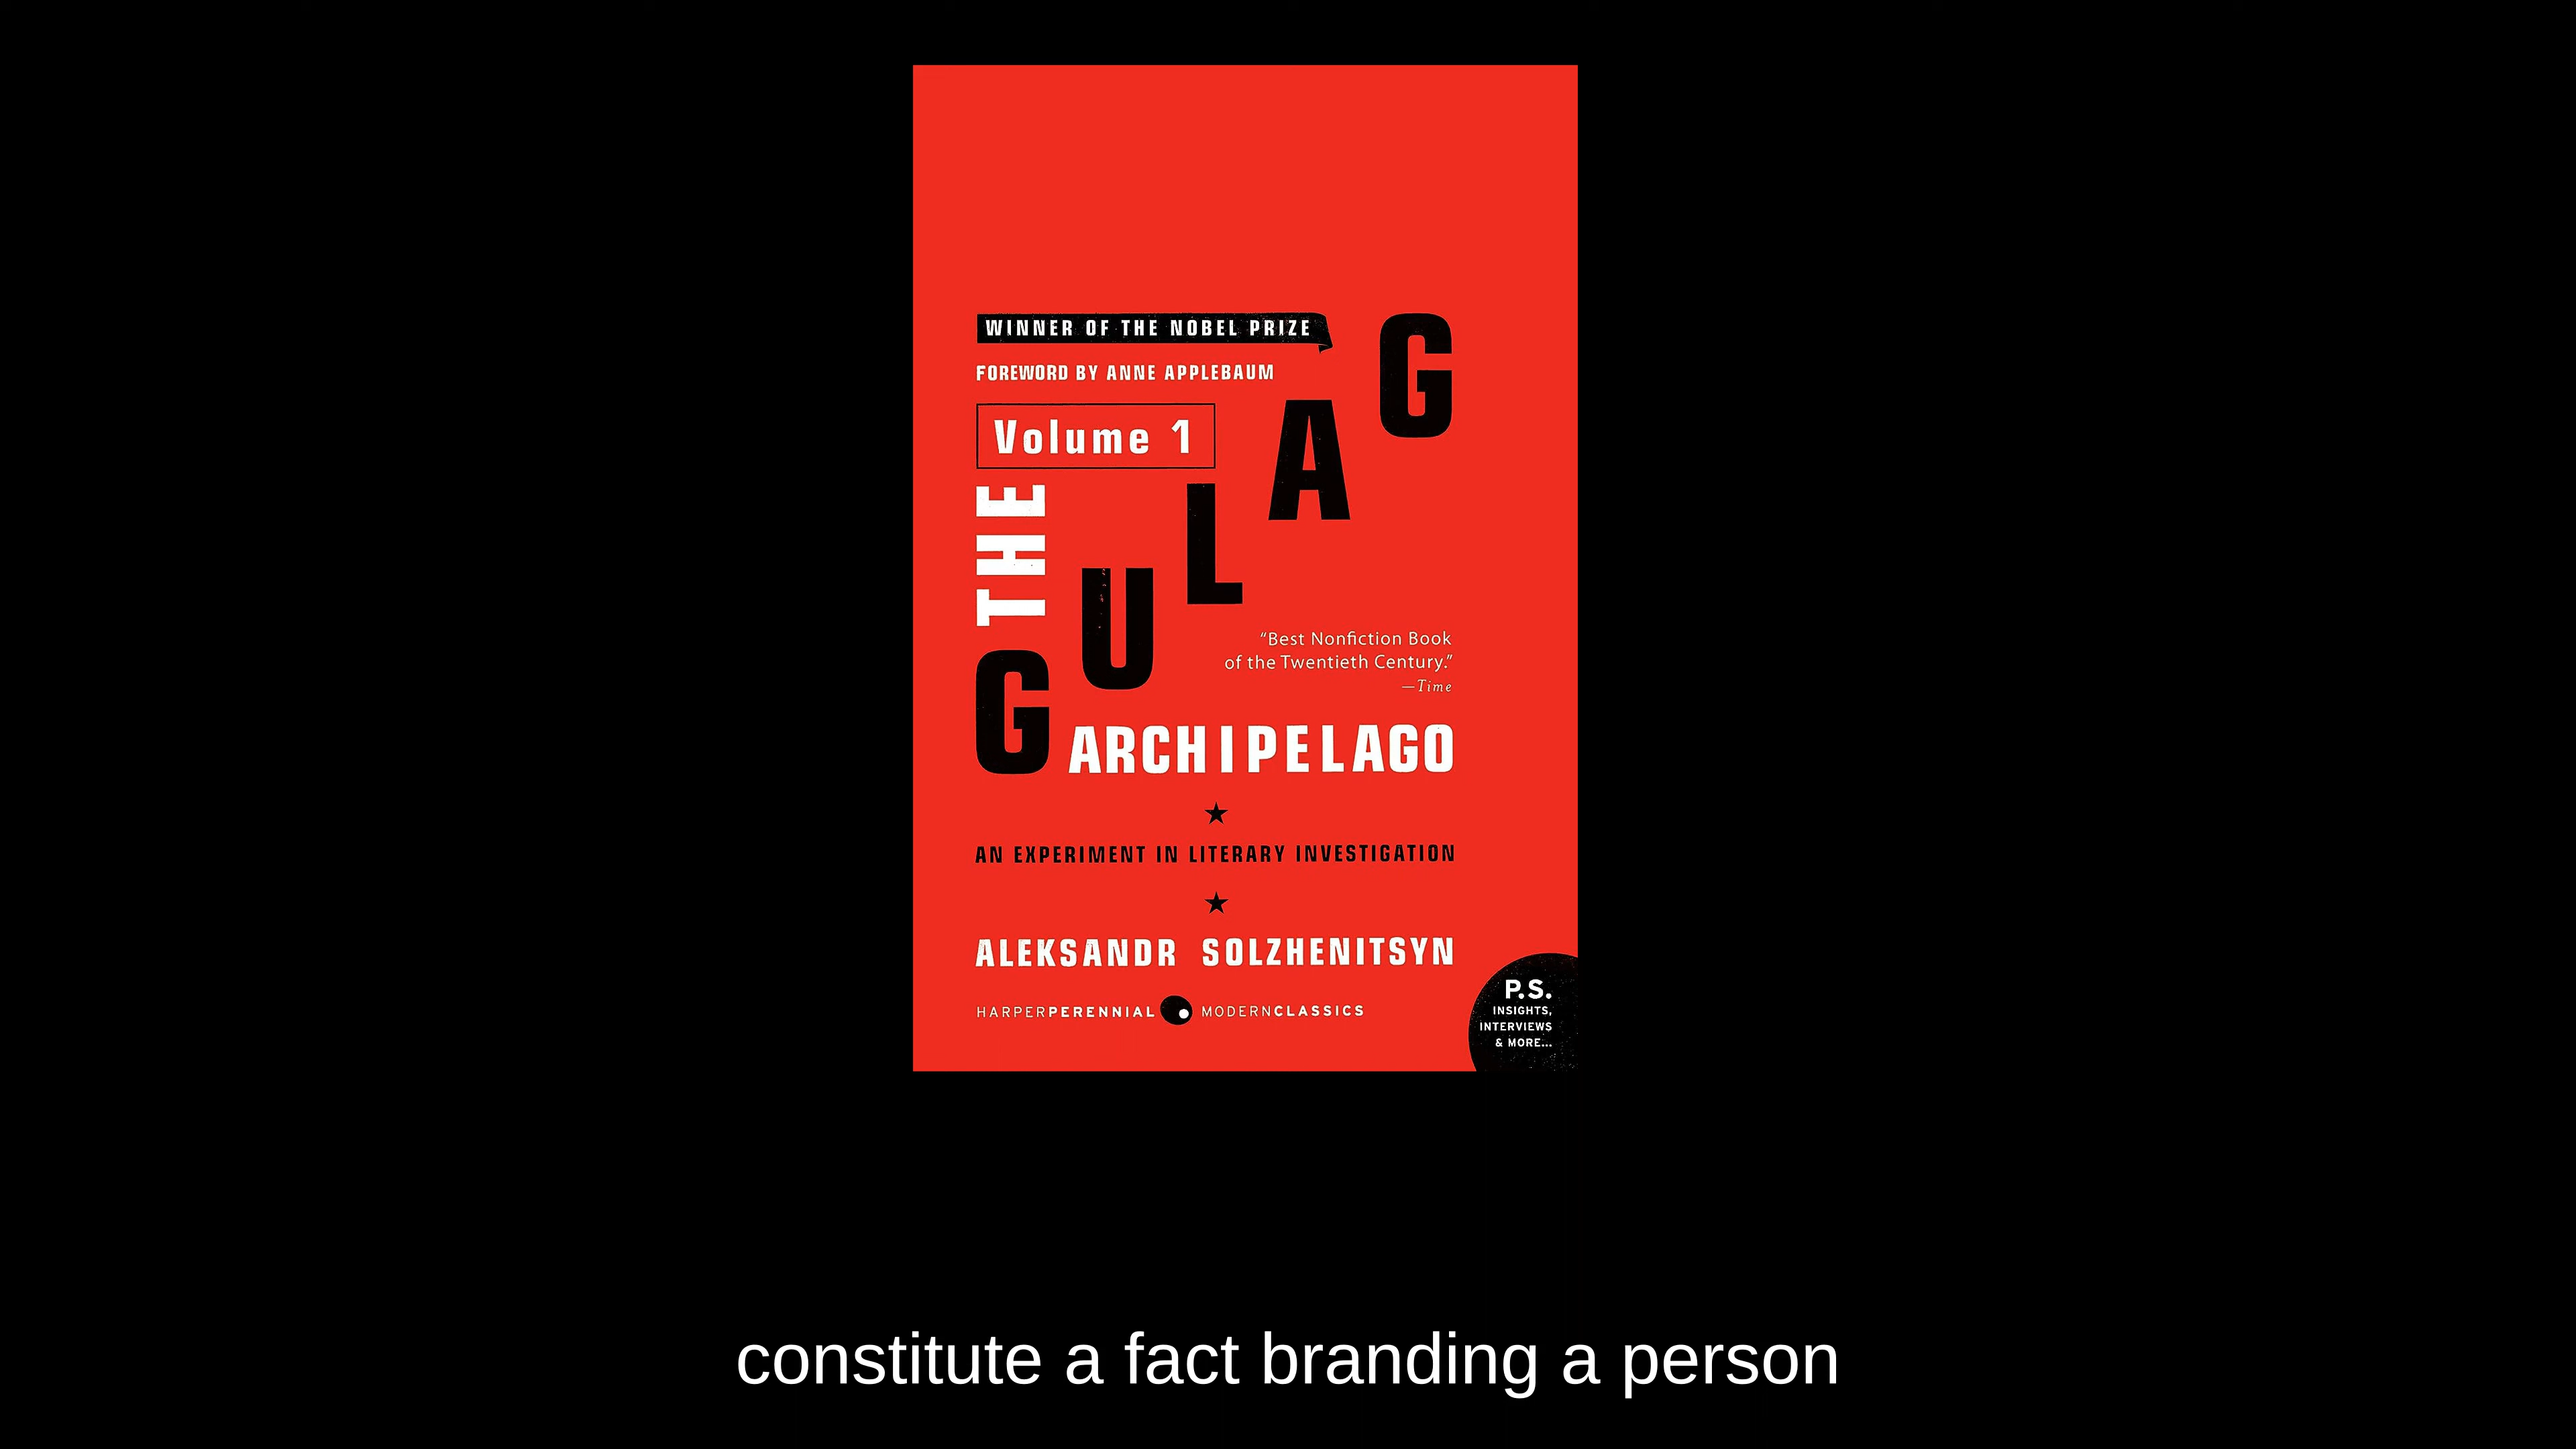 WINNER OF THE NOBEL PRIZE
FOREWORD BY ANNE APPLEBAUM
Volume 1
THE
GULAG
“Best Nonfiction Book
of the Twentieth Century.”
—Time
ARCHIPELAGO
AN EXPERIMENT IN LITERARY INVESTIGATION
ALEKSANDR SOLZHENITSYN
HARPERPERENNIAL MODERNCLASSICS
P.S.
INSIGHTS,
INTERVIEWS
& MORE...
constitute a fact branding a person